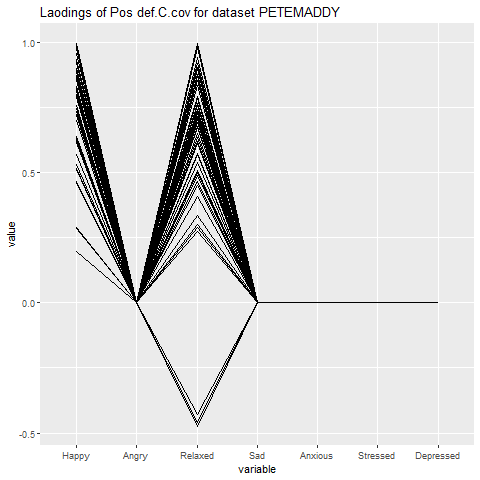 Laodings of Pos def.C.cov for dataset PETEMADDY
1.0
0.5
0.0
-0.5
value
Happy Angry Relaxed Sad Anxious Stressed Depressed
variable